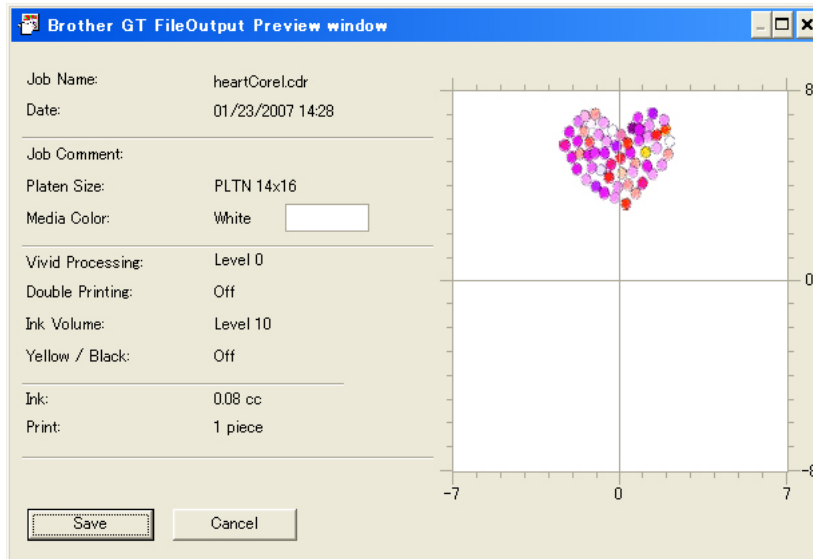 Brother GT FileOutput Preview window
Job Name: heartCorel.cdr
Date: 01/23/2007 14:28
Job Comment:
Platen Size: PLTN 14x16
Media Color: White
Vivid Processing: Level 0
Double Printing: Off
Ink Volume: Level 10
Yellow / Black: Off
Ink: 0.08 cc
Print: 1 piece
Save Cancel
8
0
-8
-7 0 7